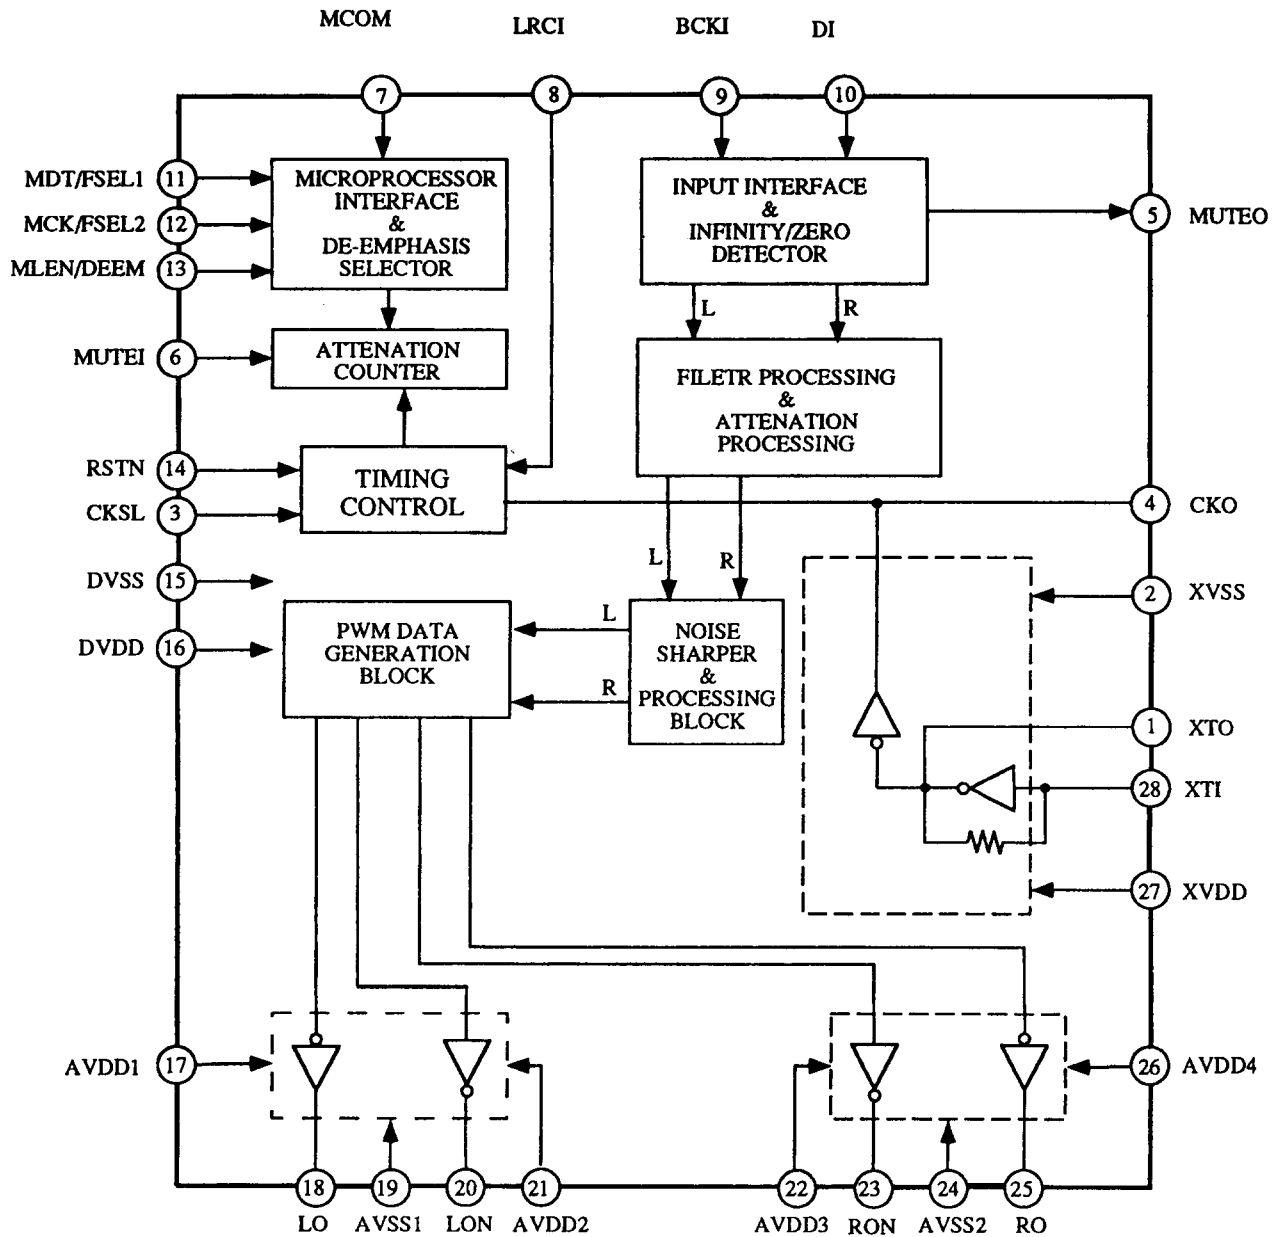 MCOM
LRCI
BCKI
DI
7
8
9
10
MDT/FSEL1
11
MCK/FSEL2
12
MLEN/DEEM
13
MICROPROCESSOR
INTERFACE
&
DE-EMPHASIS
SELECTOR
INPUT INTERFACE
&
INFINITY/ZERO
DETECTOR
5
MUTEO
L
R
MUTEI
6
ATTENATION
COUNTER
FILETR PROCESSING
&
ATTENATION
PROCESSING
RSTN
14
CKSL
3
TIMING
CONTROL
4
CKO
L
R
DVSS
15
DVDD
16
2
XVSS
PWM DATA
GENERATION
BLOCK
L
R
NOISE
SHARPER
&
PROCESSING
BLOCK
1
XTO
28
XTI
27
XVDD
AVDD1
17
26
AVDD4
18
19
20
21
22
23
24
25
LO
AVSS1
LON
AVDD2
AVDD3
RON
AVSS2
RO